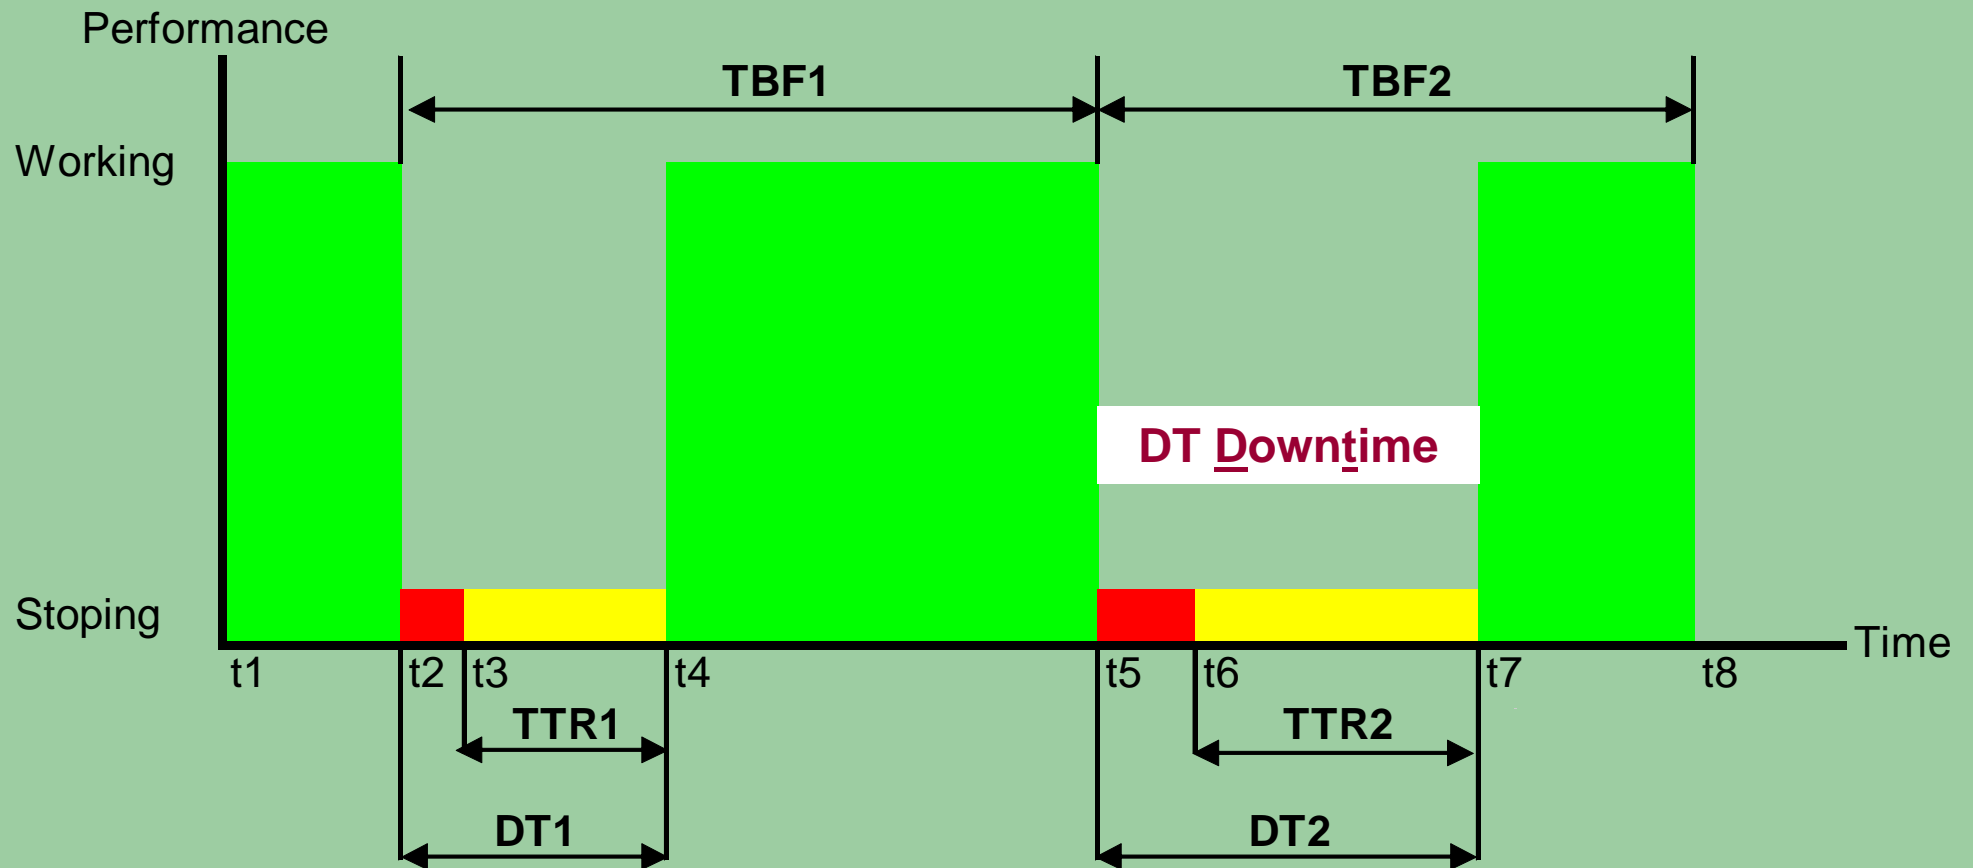 Performance
TBF1 TBF2
Working
DT Downtime
Stoping
Time
t1 t2 t3 t4 t5 t6 t7 t8
TTR1 TTR2
DT1 DT2